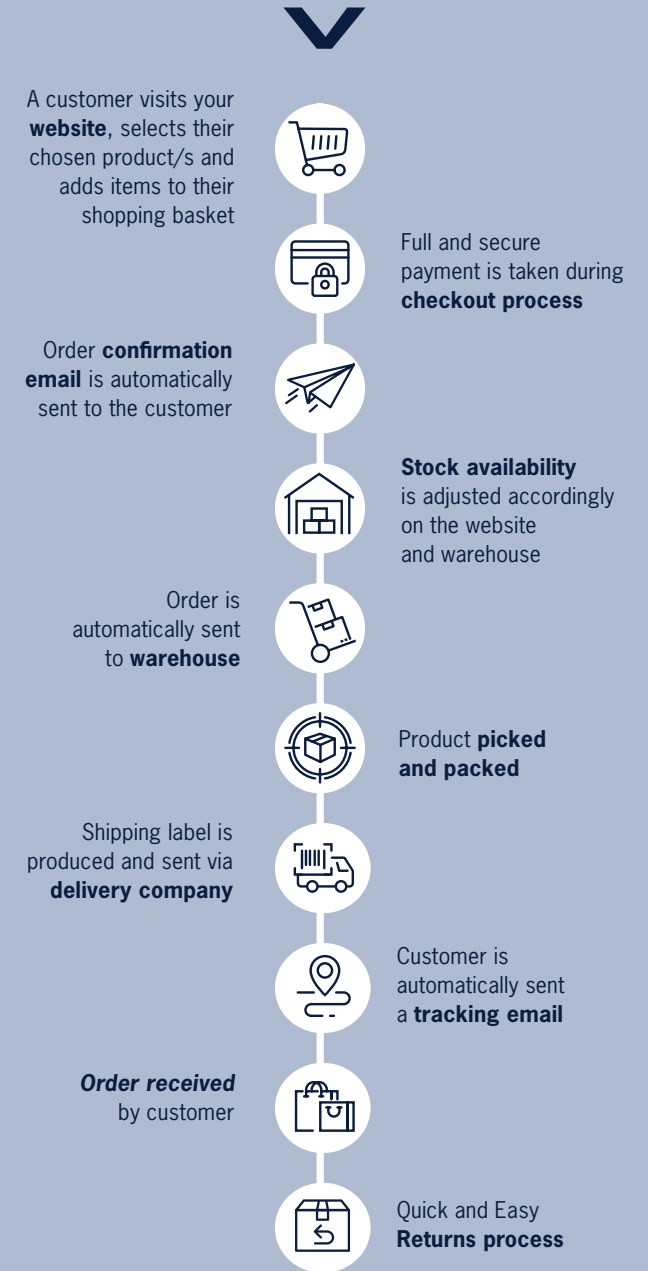 A customer visits your
website, selects their
chosen product/s and
adds items to their
shopping basket
Full and secure
payment is taken during
checkout process
Order confirmation
email is automatically
sent to the customer
Stock availability
is adjusted accordingly
on the website
and warehouse
Order is
automatically sent
to warehouse
Product picked
and packed
Shipping label is
produced and sent via
delivery company
Customer is
automatically sent
a tracking email
Order received
by customer
Quick and Easy
Returns process